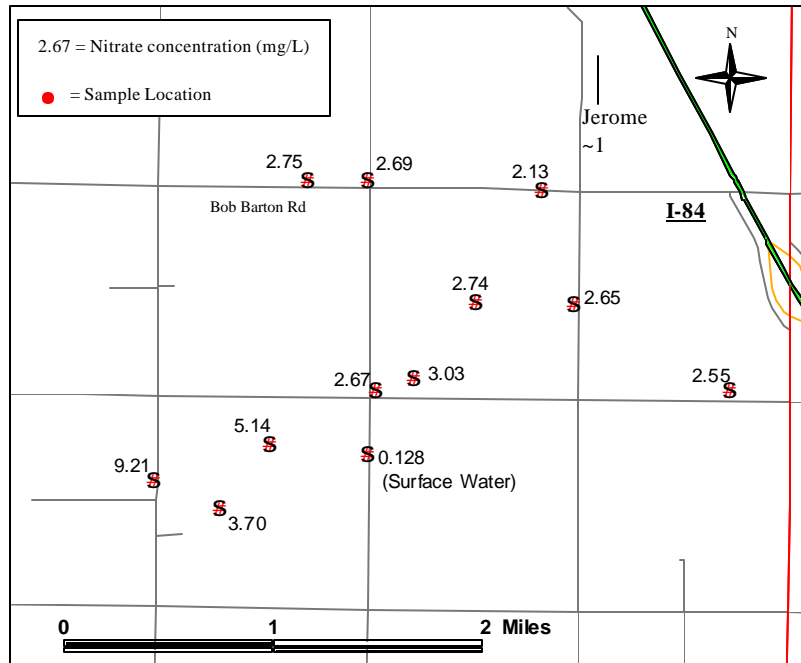 2.67 = Nitrate concentration (mg/L)
= Sample Location
N
Jerome
~1
2.75
2.69
2.13
Bob Barton Rd
I-84
2.74
2.65
2.67
3.03
2.55
5.14
0.128
(Surface Water)
9.21
3.70
0 1 2 Miles